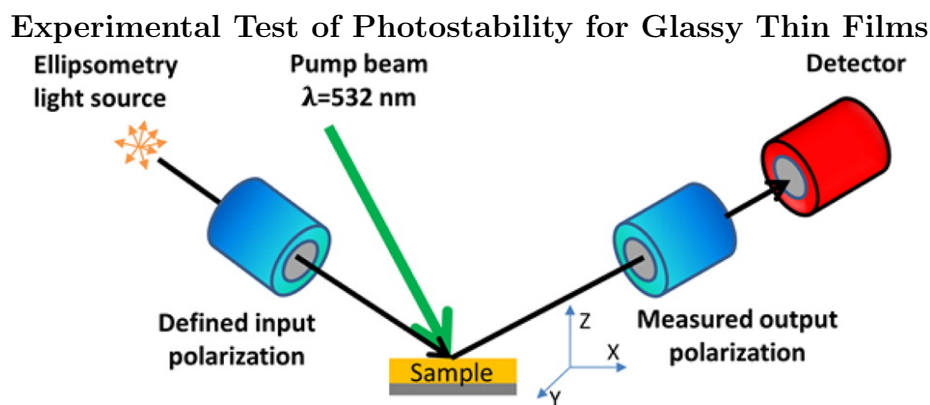 Experimental Test of Photostability for Glassy Thin Films
Ellipsometry
light source
Pump beam
λ=532 nm
Detector
Defined input
polarization
Measured output
polarization
Sample
Z
X
Y